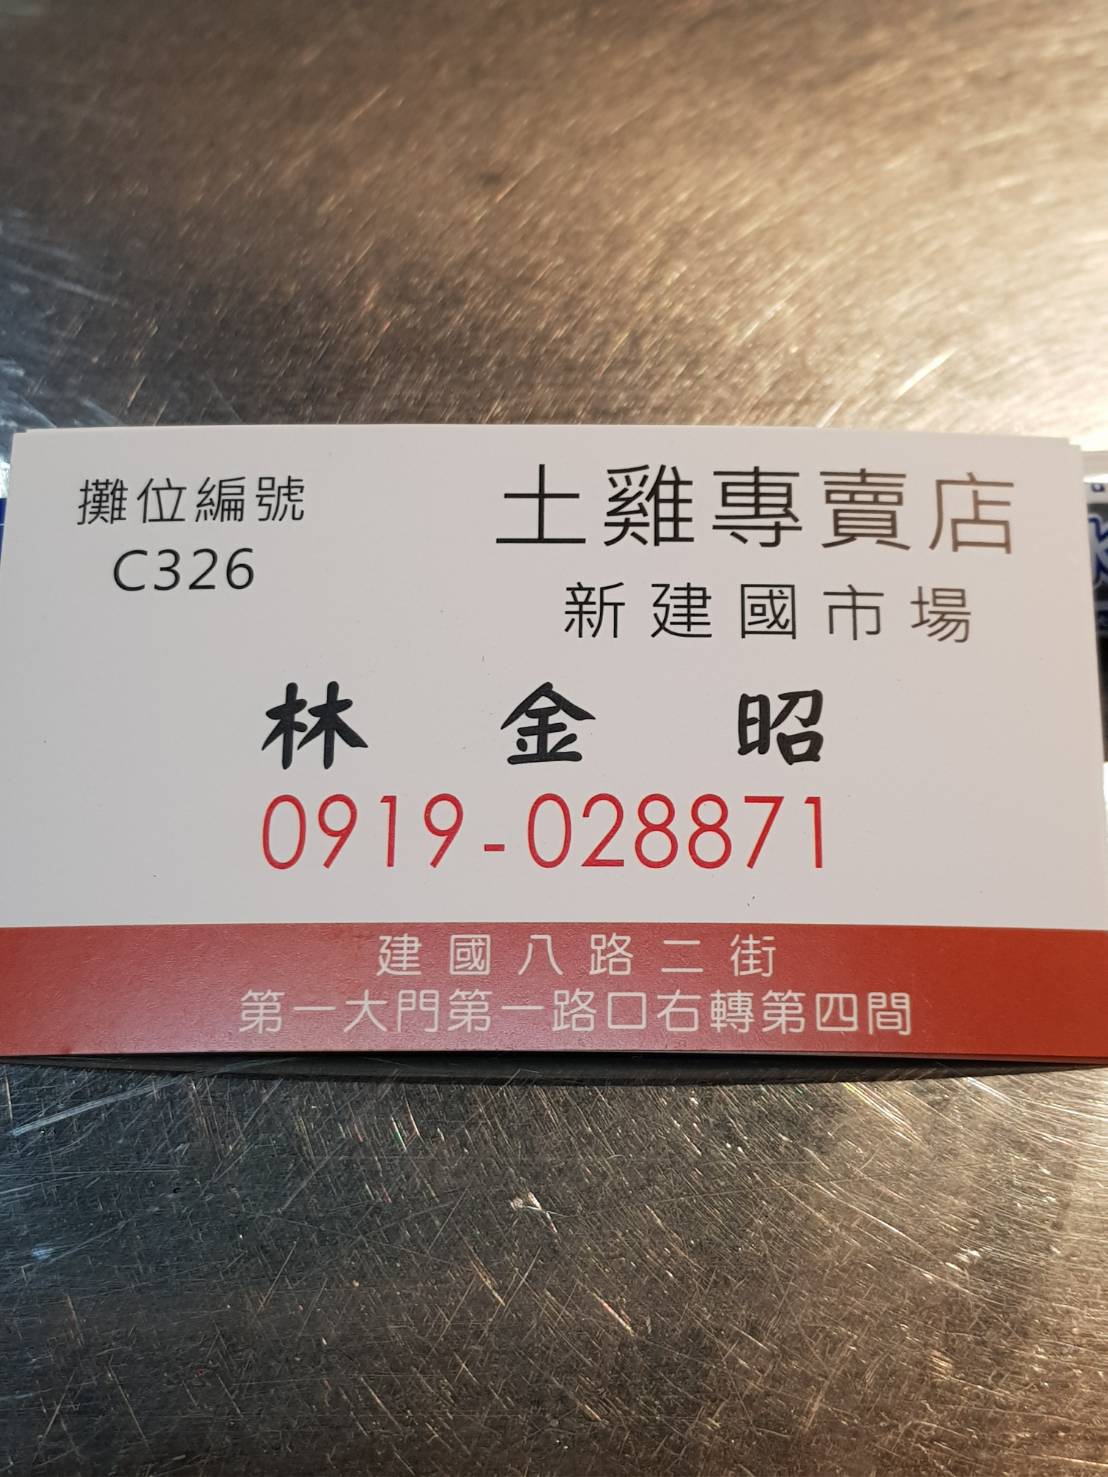 攤位編號
C326
土雞專賣店
新建國市場
林金昭
0919-028871
建國八路二街
第一大門第一路口右轉第四間